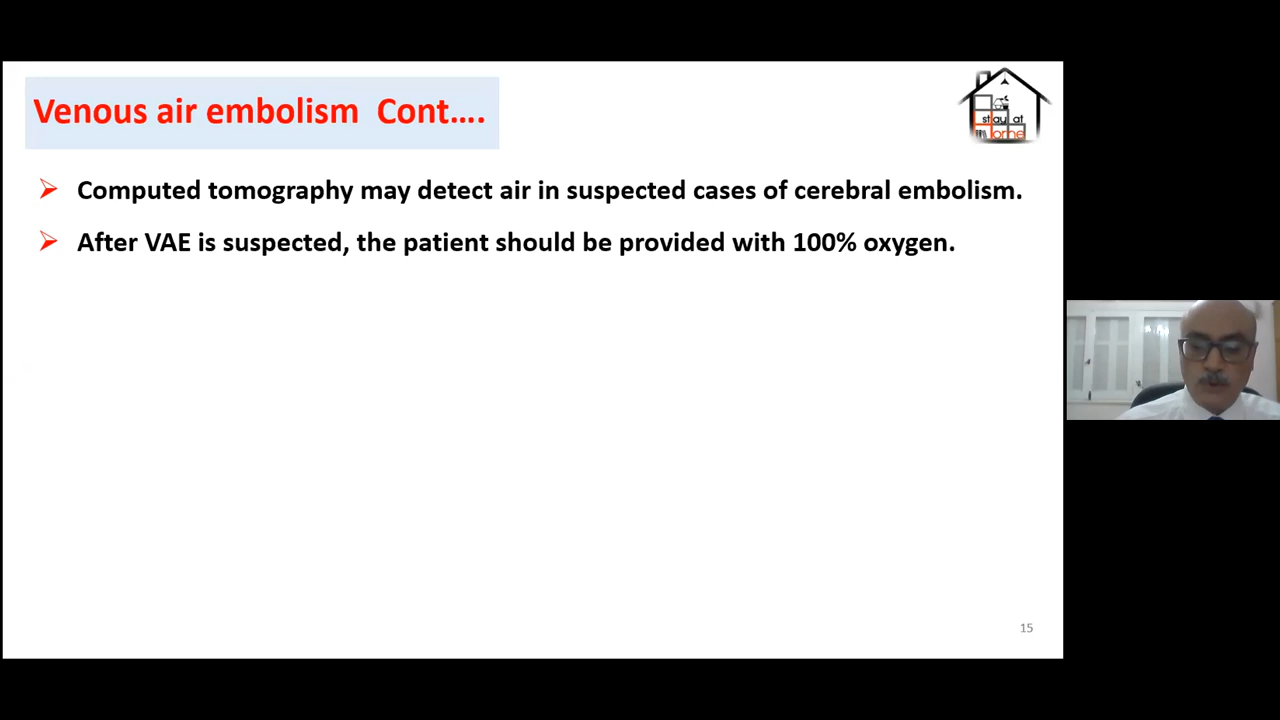 Venous air embolism Cont....
stay at
home
Computed tomography may detect air in suspected cases of cerebral embolism.
After VAE is suspected, the patient should be provided with 100% oxygen.
15